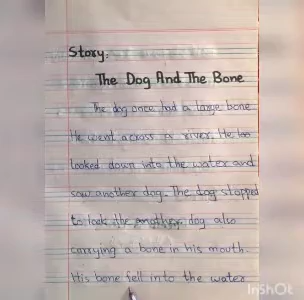 Story:
The Dog And The Bone
The dog once had a large bone
He went across a river. He
looked down into the water and
saw another dog. The dog stopped
to look the another dog also
carrying a bone in his mouth.
His bone fell into the water
InShOt